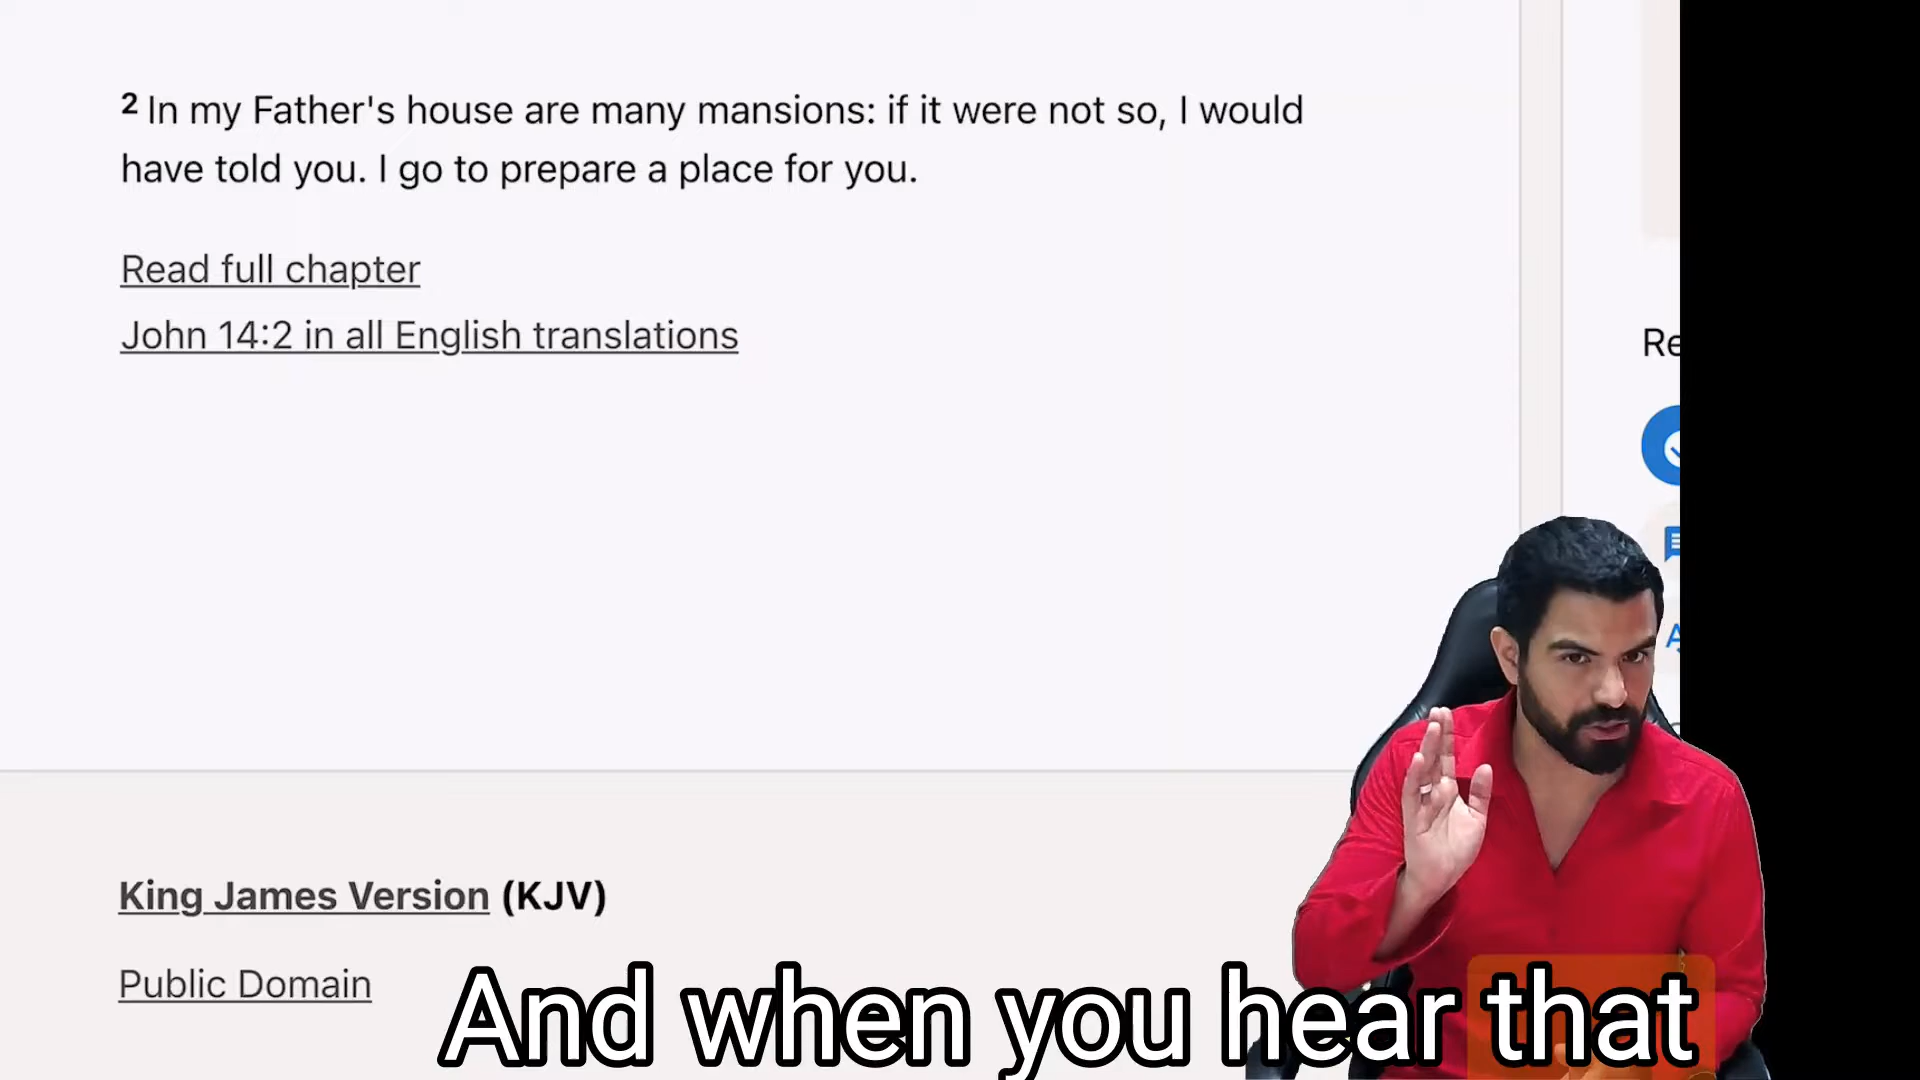 2 In my Father's house are many mansions: if it were not so, I would
have told you. I go to prepare a place for you.
Read full chapter
John 14:2 in all English translations
Re
King James Version (KJV)
Public Domain
And when you hear that